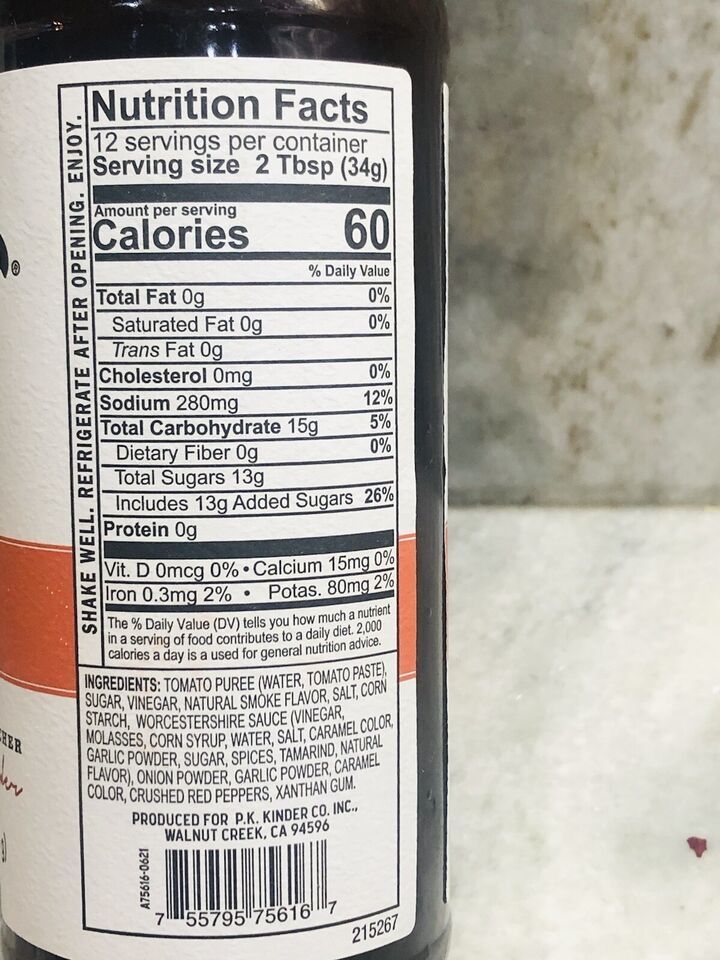 SHAKE WELL. REFRIGERATE AFTER OPENING. ENJOY.
Nutrition Facts
12 servings per container
Serving size 2 Tbsp (34g)
Amount per serving
Calories 60
% Daily Value
Total Fat 0g 0%
Saturated Fat 0g 0%
Trans Fat 0g
Cholesterol 0mg 0%
Sodium 280mg 12%
Total Carbohydrate 15g 5%
Dietary Fiber 0g 0%
Total Sugars 13g
Includes 13g Added Sugars 26%
Protein 0g
Vit. D 0mcg 0% • Calcium 15mg 0%
Iron 0.3mg 2% • Potas. 80mg 2%
The % Daily Value (DV) tells you how much a nutrient
in a serving of food contributes to a daily diet. 2,000
calories a day is a used for general nutrition advice.
INGREDIENTS: TOMATO PUREE (WATER, TOMATO PASTE),
SUGAR, VINEGAR, NATURAL SMOKE FLAVOR, SALT, CORN
STARCH, WORCESTERSHIRE SAUCE (VINEGAR,
MOLASSES, CORN SYRUP, WATER, SALT, CARAMEL COLOR,
GARLIC POWDER, SUGAR, SPICES, TAMARIND, NATURAL
FLAVOR), ONION POWDER, GARLIC POWDER, CARAMEL
COLOR, CRUSHED RED PEPPERS, XANTHAN GUM.
PRODUCED FOR P.K. KINDER CO. INC.,
WALNUT CREEK, CA 94596
A75616-0621
7 55795 75616 7
215267
®